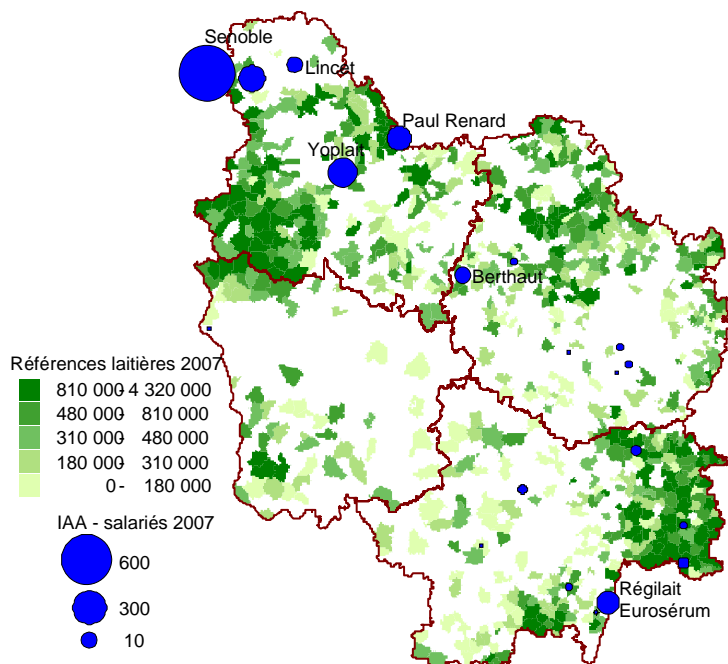 Senoble
Lincet
Paul Renard
Yoplait
Berthaut
Références laitières 2007
810 000- 4 320 000
480 000- 810 000
310 000- 480 000
180 000- 310 000
0- 180 000
IAA - salariés 2007
600
300
10
Régilait
Eurosérum